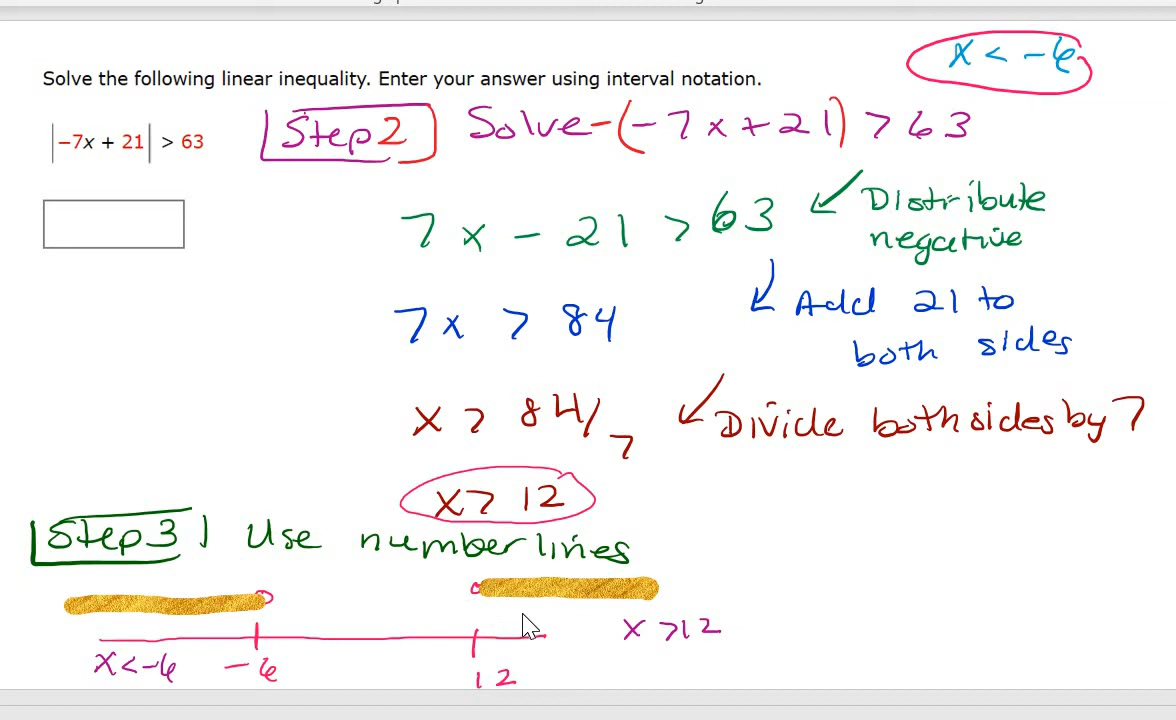 x < -6
Solve the following linear inequality. Enter your answer using interval notation.
|-7x + 21| > 63
Step 2 Solve -(-7x+21) > 63
7x - 21 > 63
Distribute
negative
7x > 84
Add 21 to
both sides
x > 84/7
Divide both sides by 7
x > 12
Step 3 Use number lines
x > 12
x < -6
-6
12